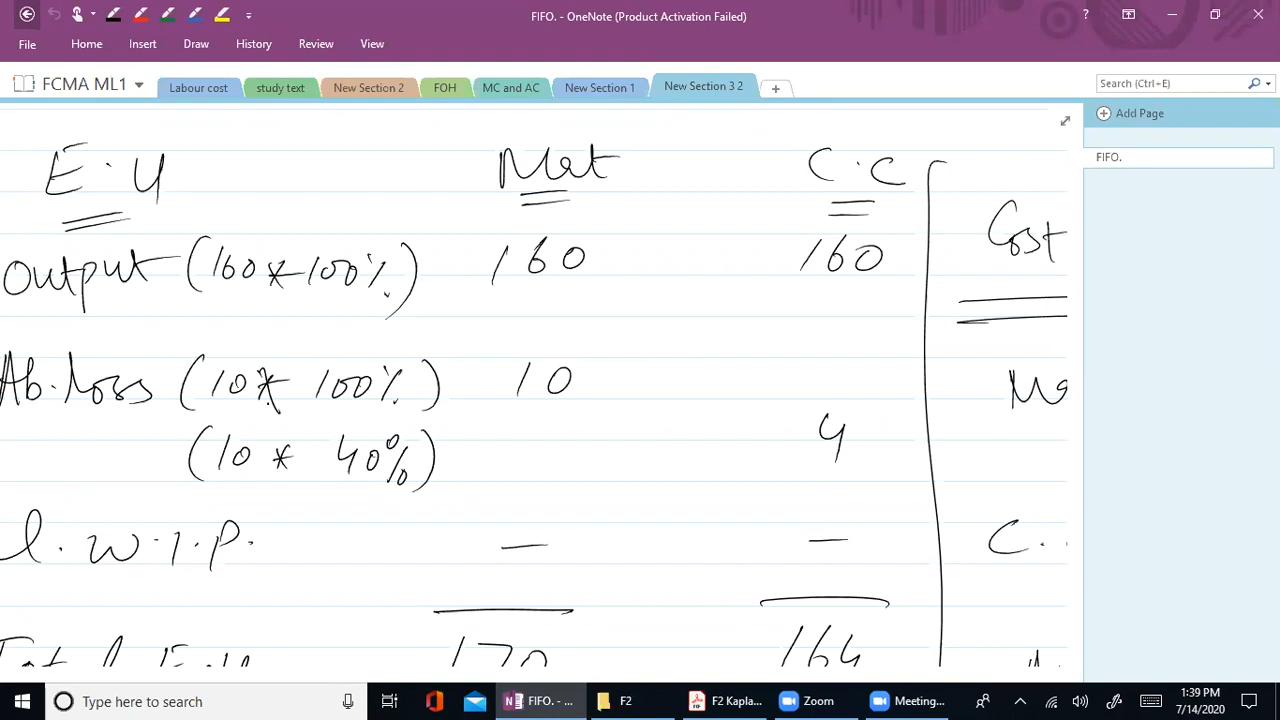 FIFO. - OneNote (Product Activation Failed)
?
File Home Insert Draw History Review View
FCMA ML1 Labour cost study text New Section 2 FOH MC and AC New Section 1 New Section 3 2
Search (Ctrl+E)
Add Page
FIFO.
E.U Mat C.C
Cost
Output (160*100%) 160 160
Ab.Loss (10* 100%) 10
(10 * 40%) 4
W.I.P. — —
C.
Total E.U 170 164
Type here to search
FIFO. - ... F2 F2 Kapla... Zoom Meeting...
1:39 PM
7/14/2020